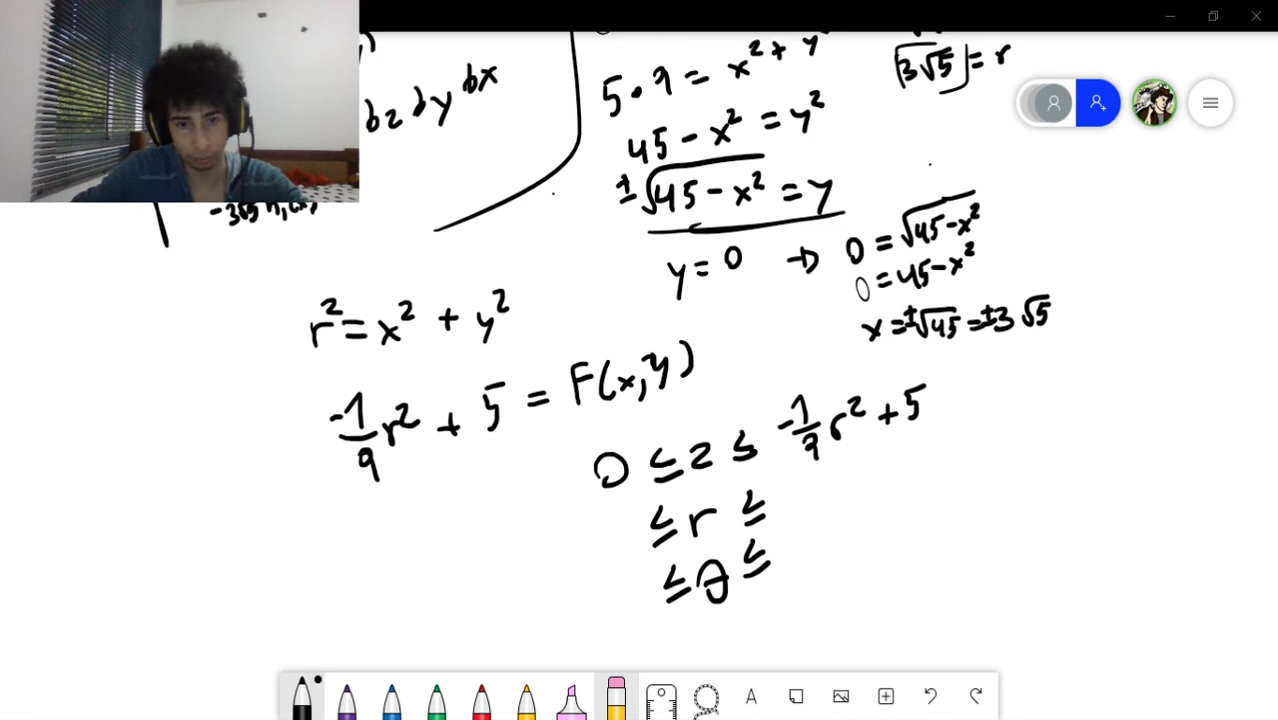 dz dy dx
5 · 9 = x² + y²
3√5 = r
45 - x² = y²
± √45 - x² = y
y = 0 → 0 = √45 - x²
0 = 45 - x²
x = ±√45 = ±3√5
r² = x² + y²
-1/9 r² + 5 = F(x,y)
0 ≤ z ≤ -1/9 r² + 5
≤ r ≤
≤ θ ≤
A